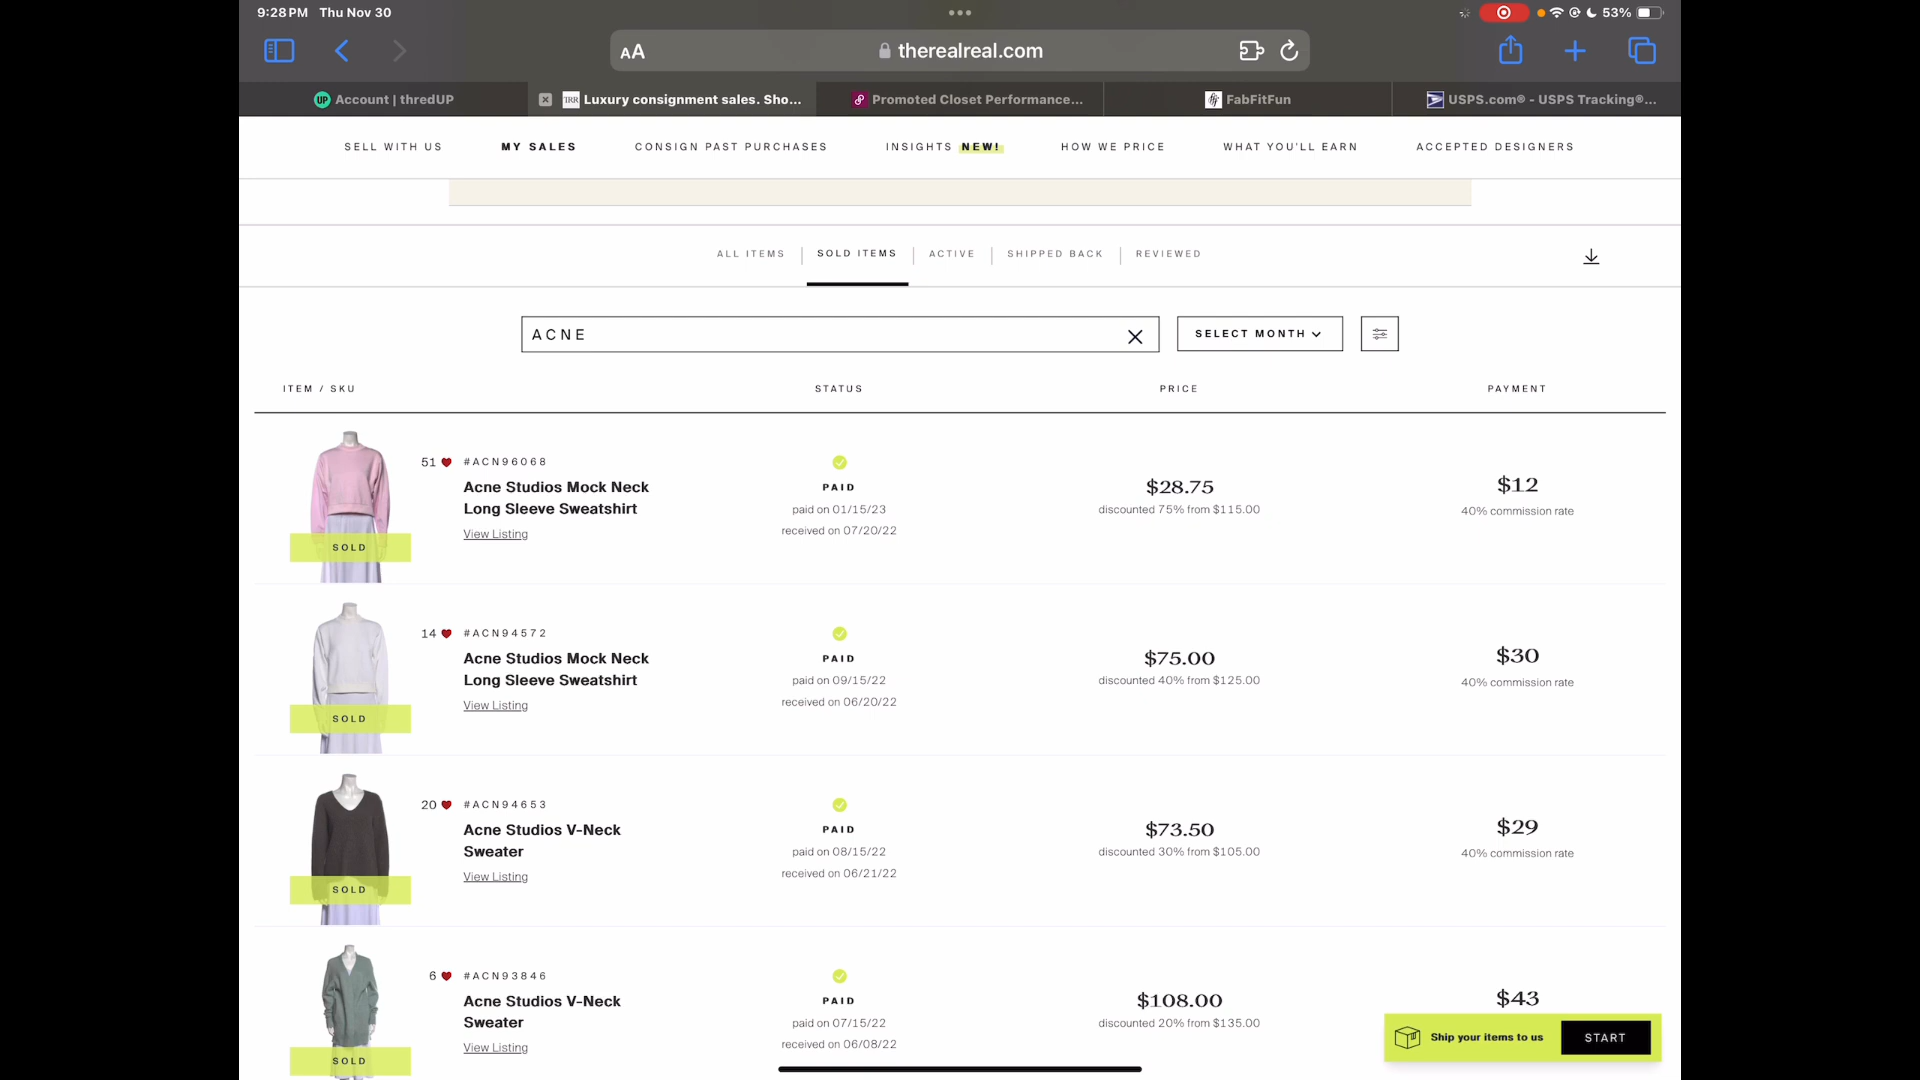 9:28 PM Thu Nov 30
53%
AA
therealreal.com
UP Account | thredUP
TRR Luxury consignment sales. Sho...
Promoted Closet Performance...
FabFitFun
USPS.com® - USPS Tracking®...
SELL WITH US
MY SALES
CONSIGN PAST PURCHASES
INSIGHTS NEW!
HOW WE PRICE
WHAT YOU'LL EARN
ACCEPTED DESIGNERS
ALL ITEMS
SOLD ITEMS
ACTIVE
SHIPPED BACK
REVIEWED
ACNE
SELECT MONTH
ITEM / SKU
STATUS
PRICE
PAYMENT
51
#ACN96068
Acne Studios Mock Neck
Long Sleeve Sweatshirt
View Listing
SOLD
PAID
paid on 01/15/23
received on 07/20/22
$28.75
discounted 75% from $115.00
$12
40% commission rate
14
#ACN94572
Acne Studios Mock Neck
Long Sleeve Sweatshirt
View Listing
SOLD
PAID
paid on 09/15/22
received on 06/20/22
$75.00
discounted 40% from $125.00
$30
40% commission rate
20
#ACN94653
Acne Studios V-Neck
Sweater
View Listing
SOLD
PAID
paid on 08/15/22
received on 06/21/22
$73.50
discounted 30% from $105.00
$29
40% commission rate
6
#ACN93846
Acne Studios V-Neck
Sweater
View Listing
SOLD
PAID
paid on 07/15/22
received on 06/08/22
$108.00
discounted 20% from $135.00
$43
Ship your items to us
START